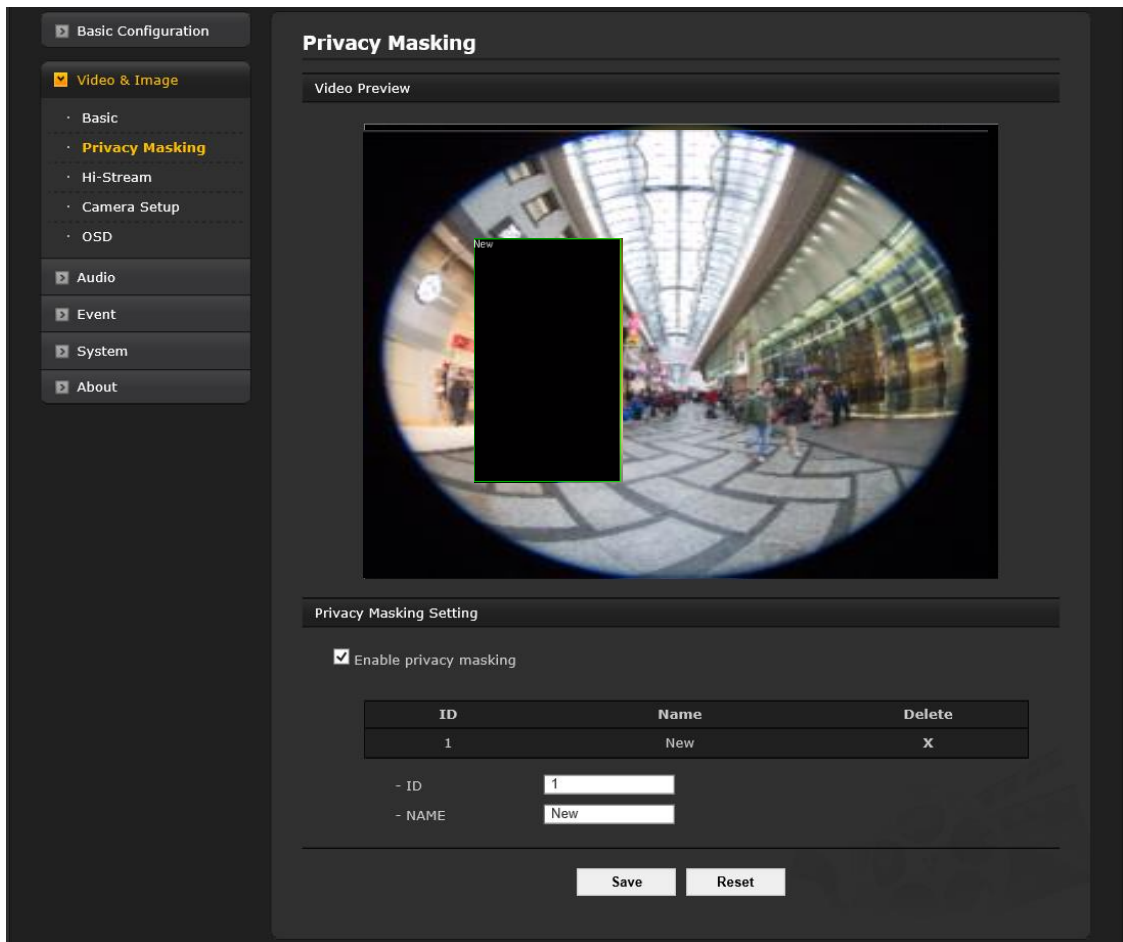 Basic Configuration
Video & Image
· Basic
· Privacy Masking
· Hi-Stream
· Camera Setup
· OSD
Audio
Event
System
About
Privacy Masking
Video Preview
New
Privacy Masking Setting
Enable privacy masking
ID Name Delete
1 New X
- ID 1
- NAME New
Save Reset